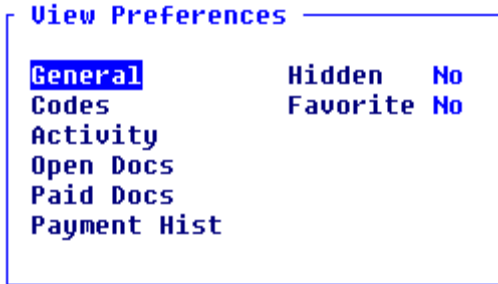 View Preferences
General Hidden No
Codes Favorite No
Activity
Open Docs
Paid Docs
Payment Hist